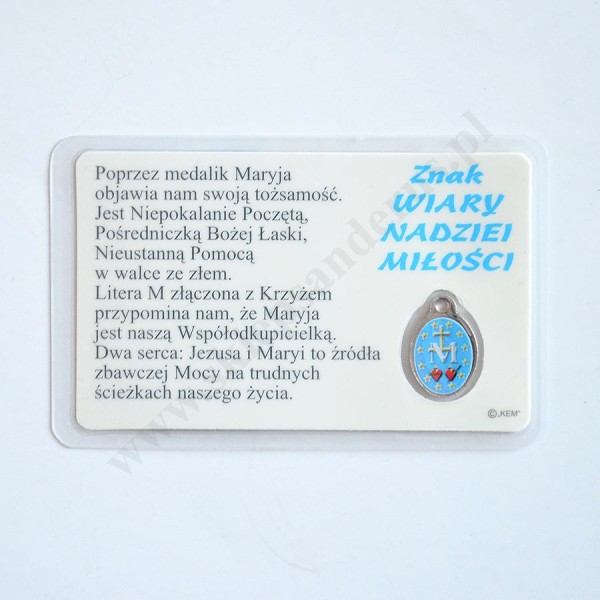 Poprzez medalik Maryja
objawia nam swoją tożsamość.
Jest Niepokalanie Poczętą,
Pośredniczką Bożej Łaski,
Nieustanną Pomocą
w walce ze złem.
Litera M złączona z Krzyżem
przypomina nam, że Maryja
jest naszą Współodkupicielką.
Dwa serca: Jezusa i Maryi to źródła
zbawczej Mocy na trudnych
ścieżkach naszego życia.
Znak
WIARY
NADZIEI
MIŁOŚCI
M
©„KEM"